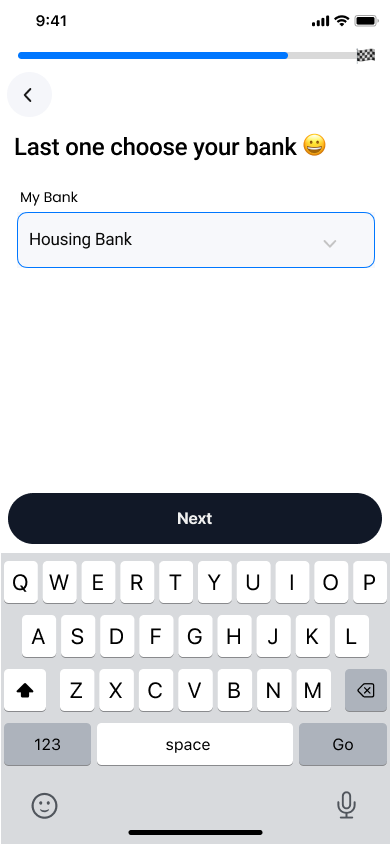 9:41
Last one choose your bank 😀
My Bank
Housing Bank
Next
Q W E R T Y U I O P
A S D F G H J K L
Z X C V B N M
123 space Go